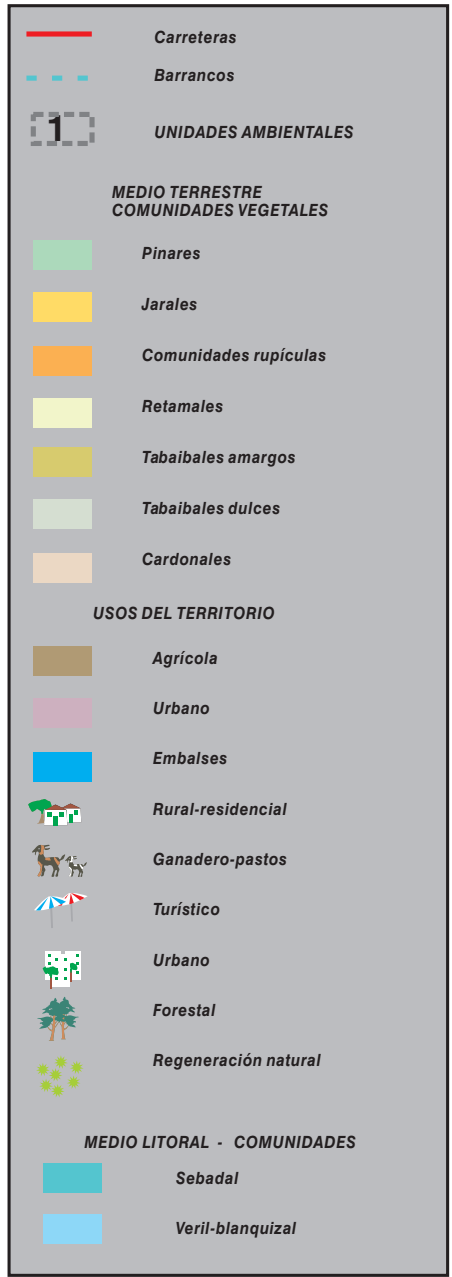 Carreteras
Barrancos
1 UNIDADES AMBIENTALES
MEDIO TERRESTRE
COMUNIDADES VEGETALES
Pinares
Jarales
Comunidades rupículas
Retamales
Tabaibales amargos
Tabaibales dulces
Cardonales
USOS DEL TERRITORIO
Agrícola
Urbano
Embalses
Rural-residencial
Ganadero-pastos
Turístico
Urbano
Forestal
Regeneración natural
MEDIO LITORAL - COMUNIDADES
Sebadal
Veril-blanquizal